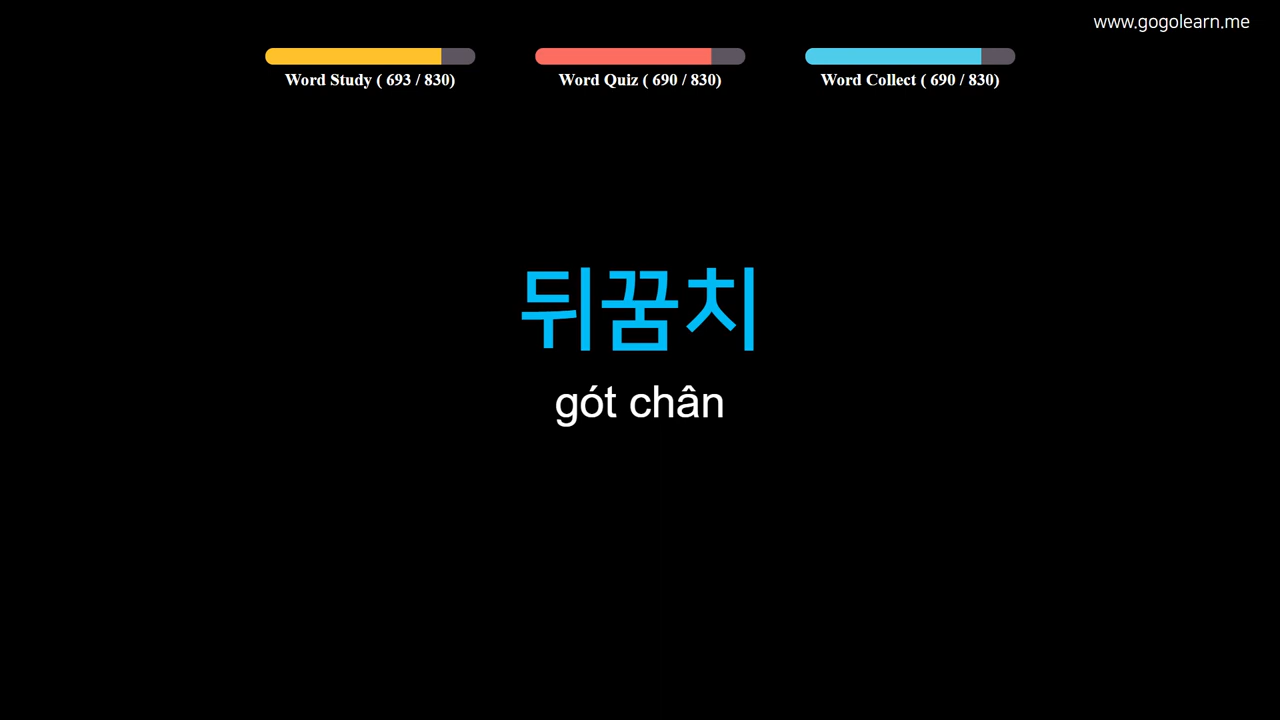 www.gogolearn.me
Word Study ( 693 / 830)
Word Quiz ( 690 / 830)
Word Collect ( 690 / 830)
뒤꿈치
gót chân